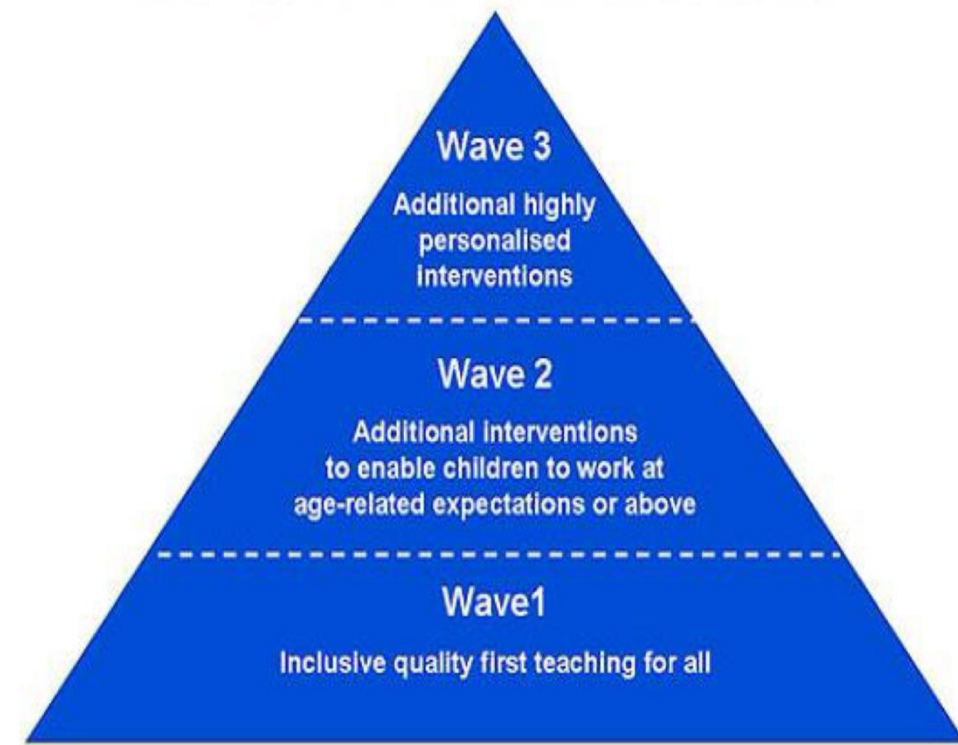 Wave 3
Additional highly
personalised
interventions
Wave 2
Additional interventions
to enable children to work at
age-related expectations or above
Wave1
Inclusive quality first teaching for all